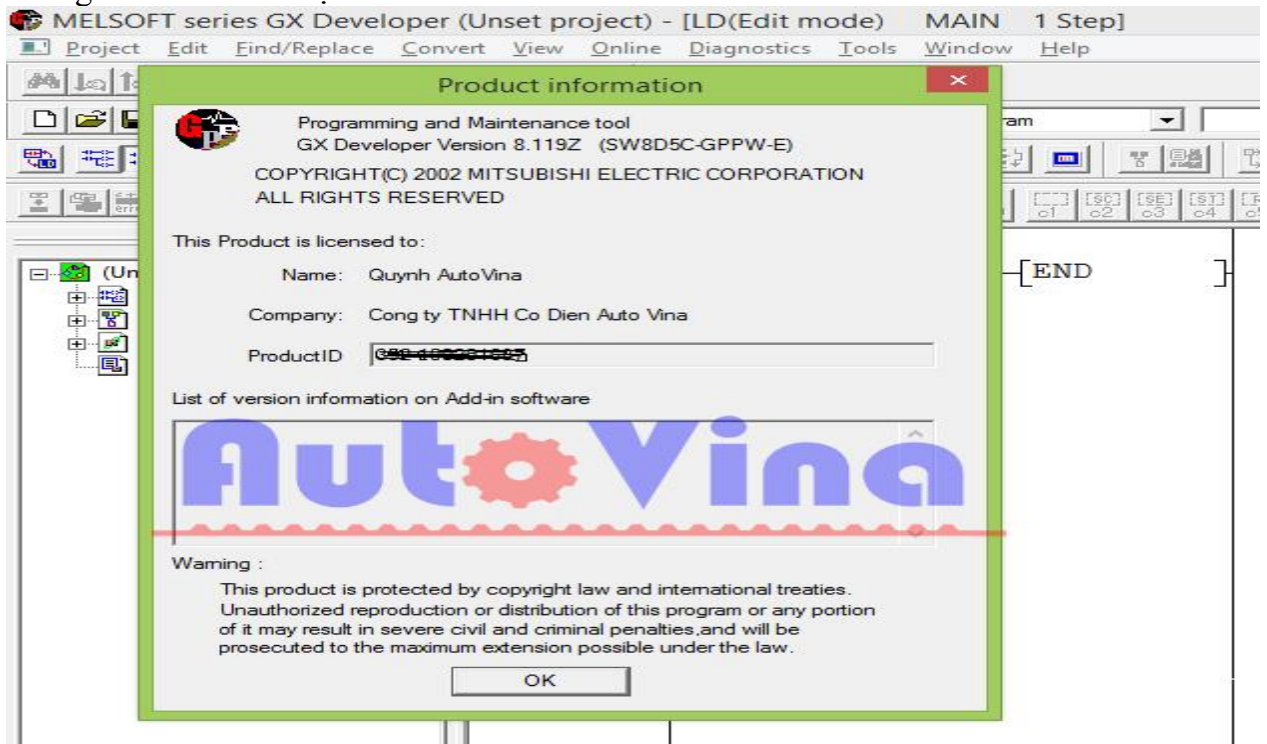 MELSOFT series GX Developer (Unset project) - [LD(Edit mode) MAIN 1 Step]
Project Edit Find/Replace Convert View Online Diagnostics Tools Window Help
Product information
Programming and Maintenance tool
GX Developer Version 8.119Z (SW8D5C-GPPW-E)
COPYRIGHT(C) 2002 MITSUBISHI ELECTRIC CORPORATION
ALL RIGHTS RESERVED
This Product is licensed to:
Name: Quynh AutoVina
Company: Cong ty TNHH Co Dien Auto Vina
ProductID
List of version information on Add-in software
AutoVina
Warning :
This product is protected by copyright law and international treaties.
Unauthorized reproduction or distribution of this program or any portion
of it may result in severe civil and criminal penalties,and will be
prosecuted to the maximum extension possible under the law.
OK
(Un
END